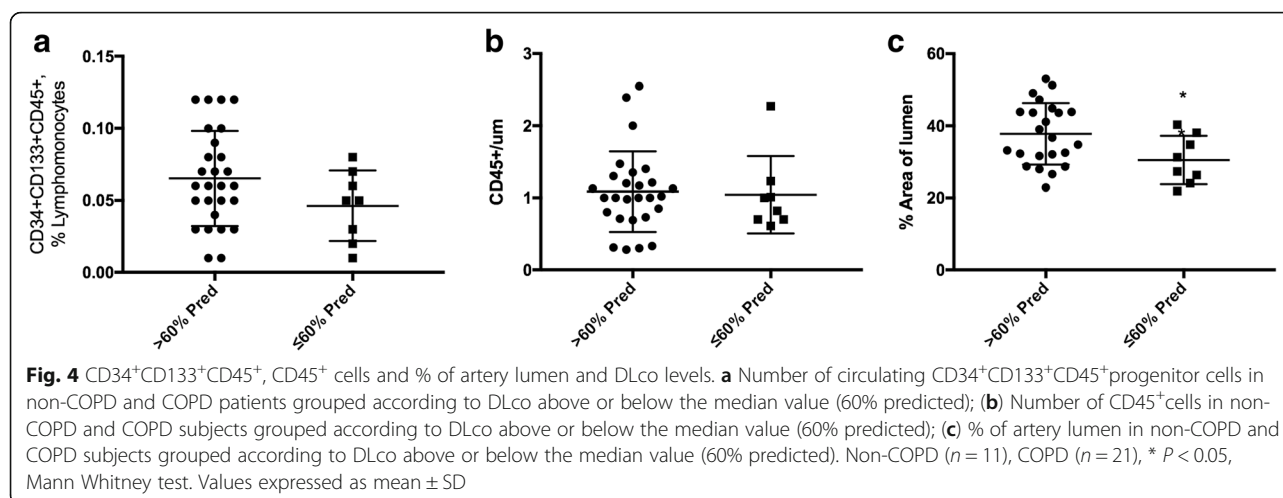 a
b
c
0.15
0.10
0.05
0.00
CD34+CD133+CD45+,
% Lymphomonocytes
>60% Pred
≤60% Pred
3
2
1
0
CD45+/um
>60% Pred
≤60% Pred
60
40
20
0
% Area of lumen
*
*
>60% Pred
≤60% Pred
Fig. 4 CD34+CD133+CD45+, CD45+ cells and % of artery lumen and DLco levels. a Number of circulating CD34+CD133+CD45+progenitor cells in
non-COPD and COPD patients grouped according to DLco above or below the median value (60% predicted); (b) Number of CD45+cells in non-
COPD and COPD subjects grouped according to DLco above or below the median value (60% predicted); (c) % of artery lumen in non-COPD and
COPD subjects grouped according to DLco above or below the median value (60% predicted). Non-COPD (n = 11), COPD (n = 21), * P < 0.05,
Mann Whitney test. Values expressed as mean ± SD